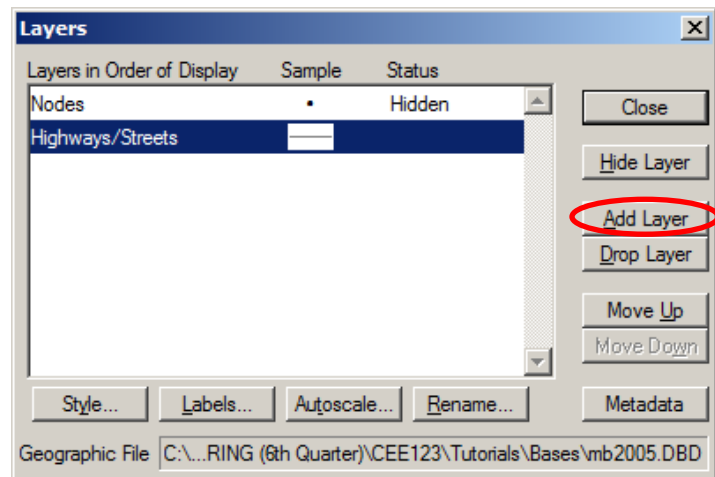 Layers
Layers in Order of Display Sample Status
Nodes Hidden
Highways/Streets
Close
Hide Layer
Add Layer
Drop Layer
Move Up
Move Down
Style... Labels... Autoscale... Rename... Metadata
Geographic File C:\...RING (6th Quarter)\CEE123\Tutorials\Bases\mb2005.DBD